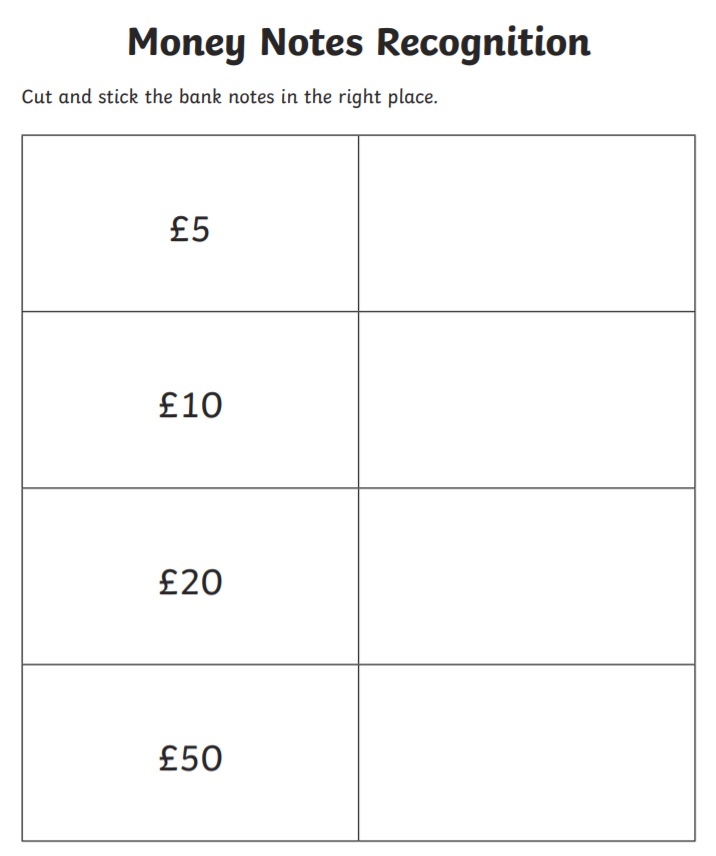 Money Notes Recognition
Cut and stick the bank notes in the right place.
£5
£10
£20
£50